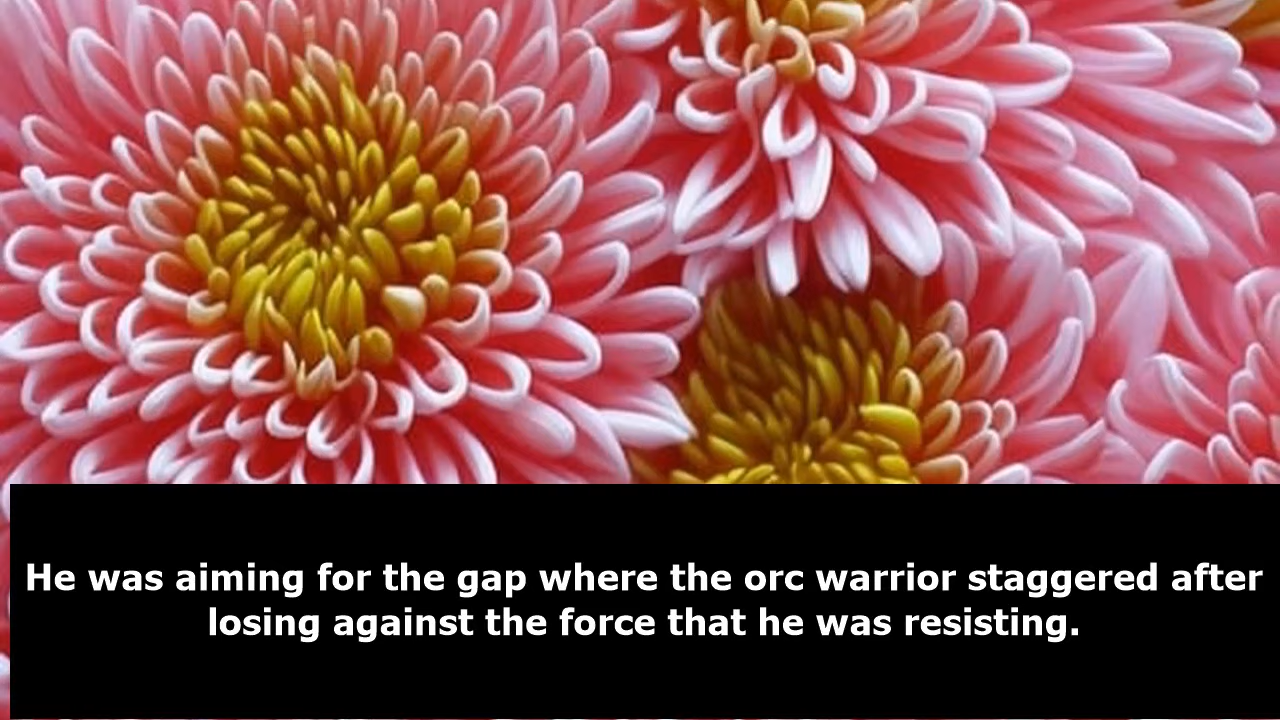 He was aiming for the gap where the orc warrior staggered after
losing against the force that he was resisting.